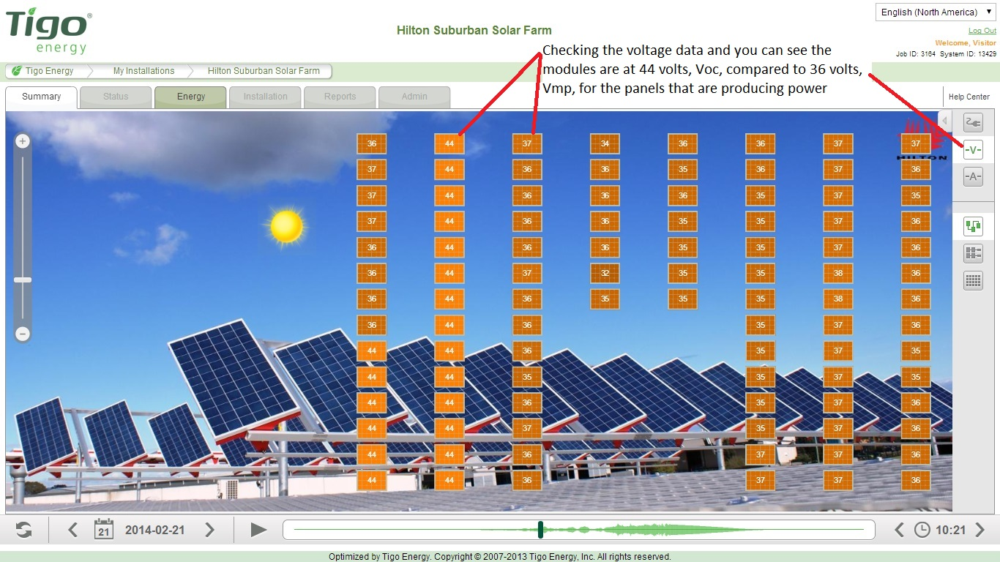 Tigo®
energy
English (North America)
Log Out
Welcome, Visitor
Job ID: 3164 System ID: 13429
Hilton Suburban Solar Farm
Tigo Energy
My Installations
Hilton Suburban Solar Farm
Checking the voltage data and you can see the
modules are at 44 volts, Voc, compared to 36 volts,
Vmp, for the panels that are producing power
Summary Status Energy Installation Reports Admin
Help Center
HILTON
-V-
-A-
36 44 37 34 36 36 37 37
37 44 36 36 35 36 37 36
37 44 36 36 36 35 37 35
37 44 36 36 35 35 37 36
36 44 36 36 35 35 37 36
36 44 37 32 35 35 38 36
36 44 36 35 35 35 38 36
36 44 36 35 37 36
44 44 36 35 37 35
44 44 35 35 37 35
44 44 36 35 37 36
44 44 37 35 37 36
44 44 36 37 37 36
44 44 36 37 37 36
21 2014-02-21
10:21
Optimized by Tigo Energy. Copyright © 2007-2013 Tigo Energy, Inc. All rights reserved.